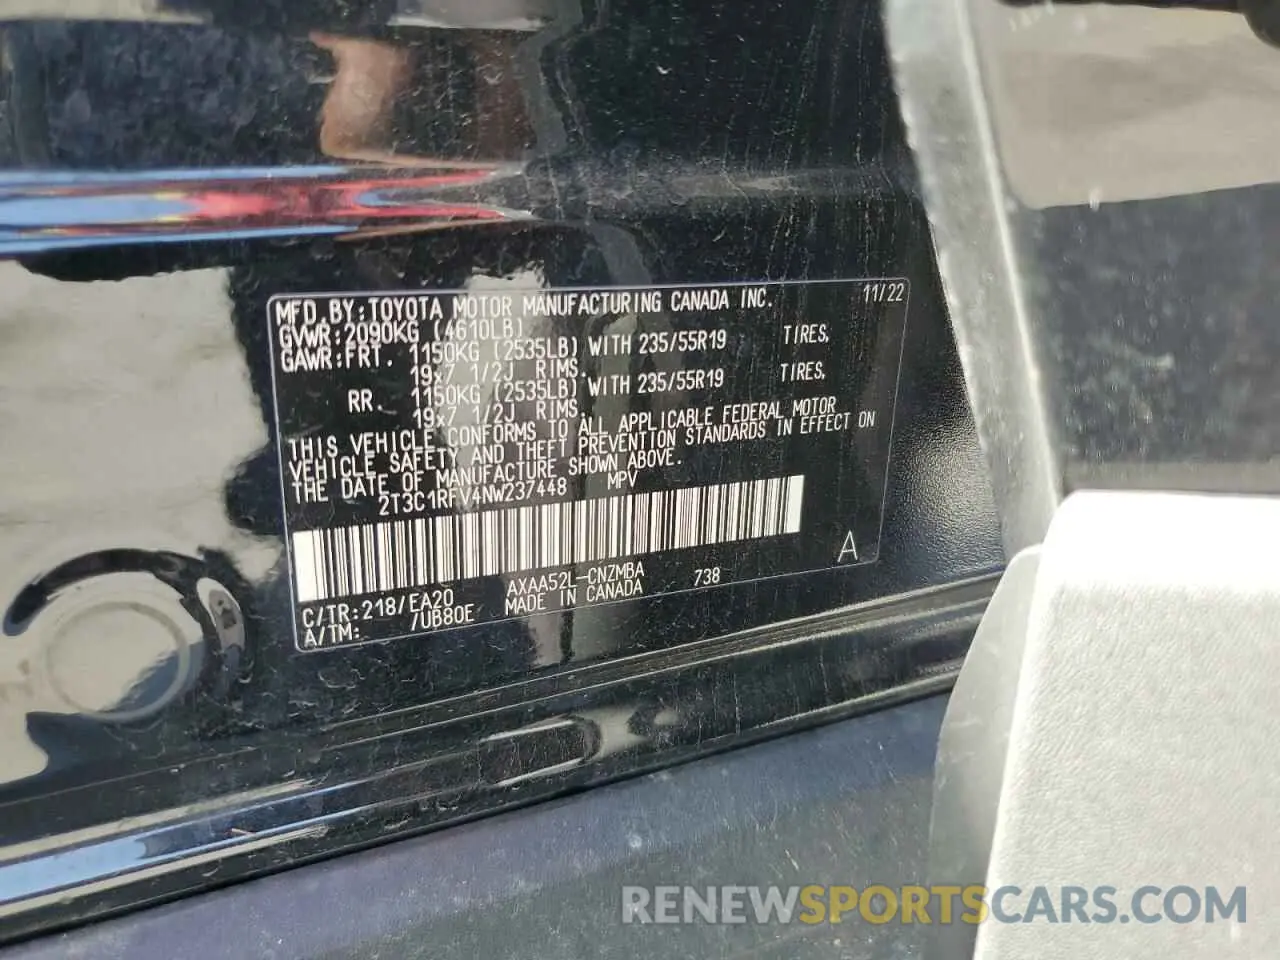 MFD. BY: TOYOTA MOTOR MANUFACTURING CANADA INC. 11/22
GVWR: 2090KG (4610LB)
GAWR: FRT. 1150KG (2535LB) WITH 235/55R19 TIRES,
19x7 1/2J RIMS.
RR. 1150KG (2535LB) WITH 235/55R19 TIRES,
19x7 1/2J RIMS.
THIS VEHICLE CONFORMS TO ALL APPLICABLE FEDERAL MOTOR
VEHICLE SAFETY AND THEFT PREVENTION STANDARDS IN EFFECT ON
THE DATE OF MANUFACTURE SHOWN ABOVE.
2T3C1RFV4NW237448 MPV
A
C/TR: 218/EA20 AXAA52L-CNZMBA 738
A/TM: /UB80E MADE IN CANADA
RENEWSPORTSCARS.COM